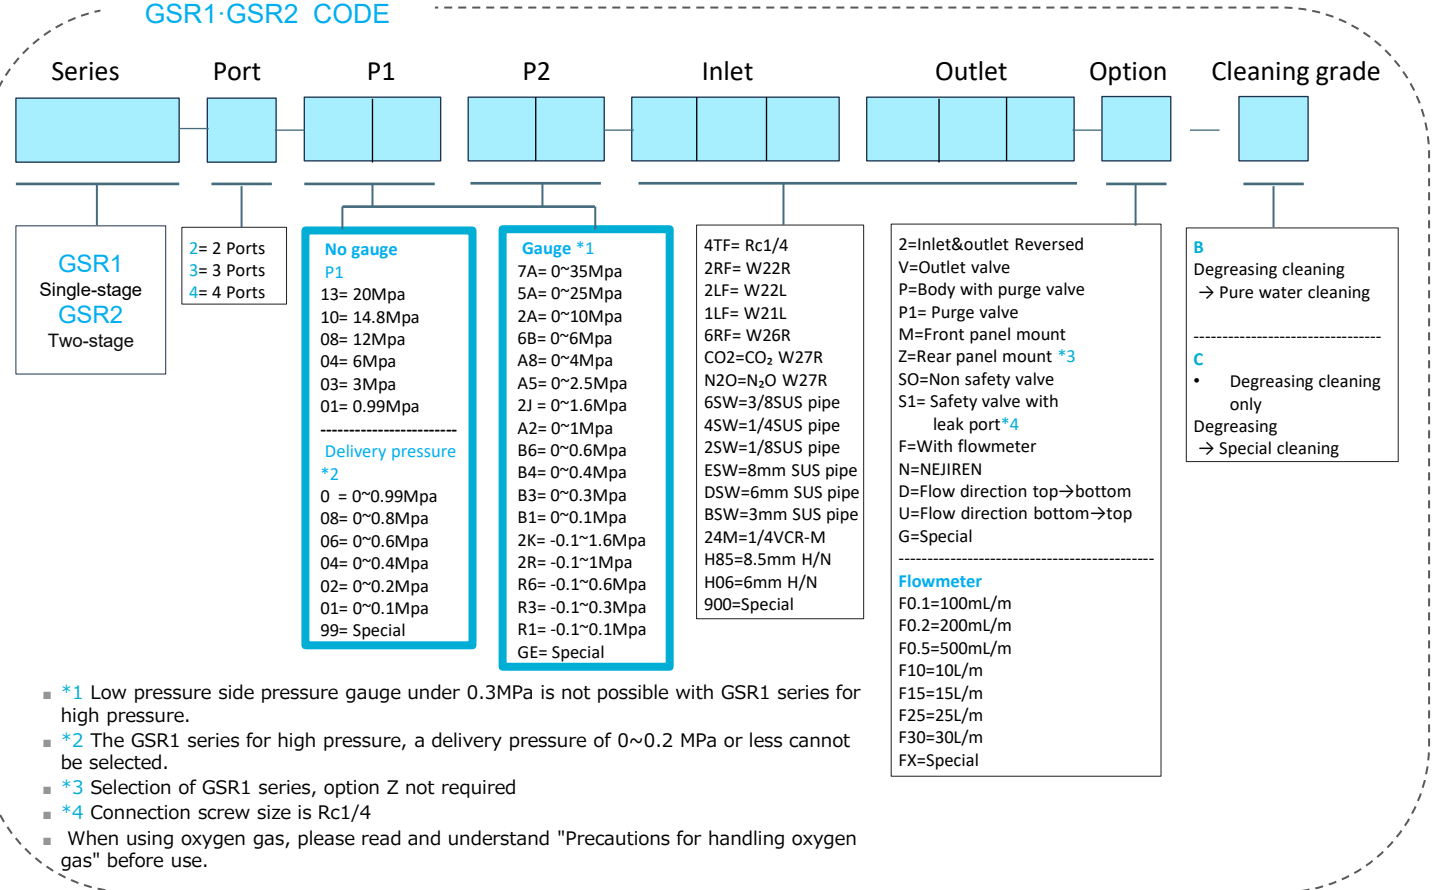 GSR1·GSR2 CODE
Series Port P1 P2 Inlet Outlet Option Cleaning grade
GSR1
Single-stage
GSR2
Two-stage
2= 2 Ports
3= 3 Ports
4= 4 Ports
No gauge
P1
13= 20Mpa
10= 14.8Mpa
08= 12Mpa
04= 6Mpa
03= 3Mpa
01= 0.99Mpa
------------------------
Delivery pressure
*2
0 = 0~0.99Mpa
08= 0~0.8Mpa
06= 0~0.6Mpa
04= 0~0.4Mpa
02= 0~0.2Mpa
01= 0~0.1Mpa
99= Special
Gauge *1
7A= 0~35Mpa
5A= 0~25Mpa
2A= 0~10Mpa
6B= 0~6Mpa
A8= 0~4Mpa
A5= 0~2.5Mpa
2J = 0~1.6Mpa
A2= 0~1Mpa
B6= 0~0.6Mpa
B4= 0~0.4Mpa
B3= 0~0.3Mpa
B1= 0~0.1Mpa
2K= -0.1~1.6Mpa
2R= -0.1~1Mpa
R6= -0.1~0.6Mpa
R3= -0.1~0.3Mpa
R1= -0.1~0.1Mpa
GE= Special
4TF= Rc1/4
2RF= W22R
2LF= W22L
1LF= W21L
6RF= W26R
CO2=CO₂ W27R
N2O=N₂O W27R
6SW=3/8SUS pipe
4SW=1/4SUS pipe
2SW=1/8SUS pipe
ESW=8mm SUS pipe
DSW=6mm SUS pipe
BSW=3mm SUS pipe
24M=1/4VCR-M
H85=8.5mm H/N
H06=6mm H/N
900=Special
2=Inlet&outlet Reversed
V=Outlet valve
P=Body with purge valve
P1= Purge valve
M=Front panel mount
Z=Rear panel mount *3
SO=Non safety valve
S1= Safety valve with
leak port*4
F=With flowmeter
N=NEJIREN
D=Flow direction top→bottom
U=Flow direction bottom→top
G=Special
--------------------------------------------
Flowmeter
F0.1=100mL/m
F0.2=200mL/m
F0.5=500mL/m
F10=10L/m
F15=15L/m
F25=25L/m
F30=30L/m
FX=Special
B
Degreasing cleaning
→ Pure water cleaning
--------------------------------
C
• Degreasing cleaning
only
Degreasing
→ Special cleaning
▪ *1 Low pressure side pressure gauge under 0.3MPa is not possible with GSR1 series for
high pressure.
▪ *2 The GSR1 series for high pressure, a delivery pressure of 0~0.2 MPa or less cannot
be selected.
▪ *3 Selection of GSR1 series, option Z not required
▪ *4 Connection screw size is Rc1/4
▪ When using oxygen gas, please read and understand "Precautions for handling oxygen
gas" before use.